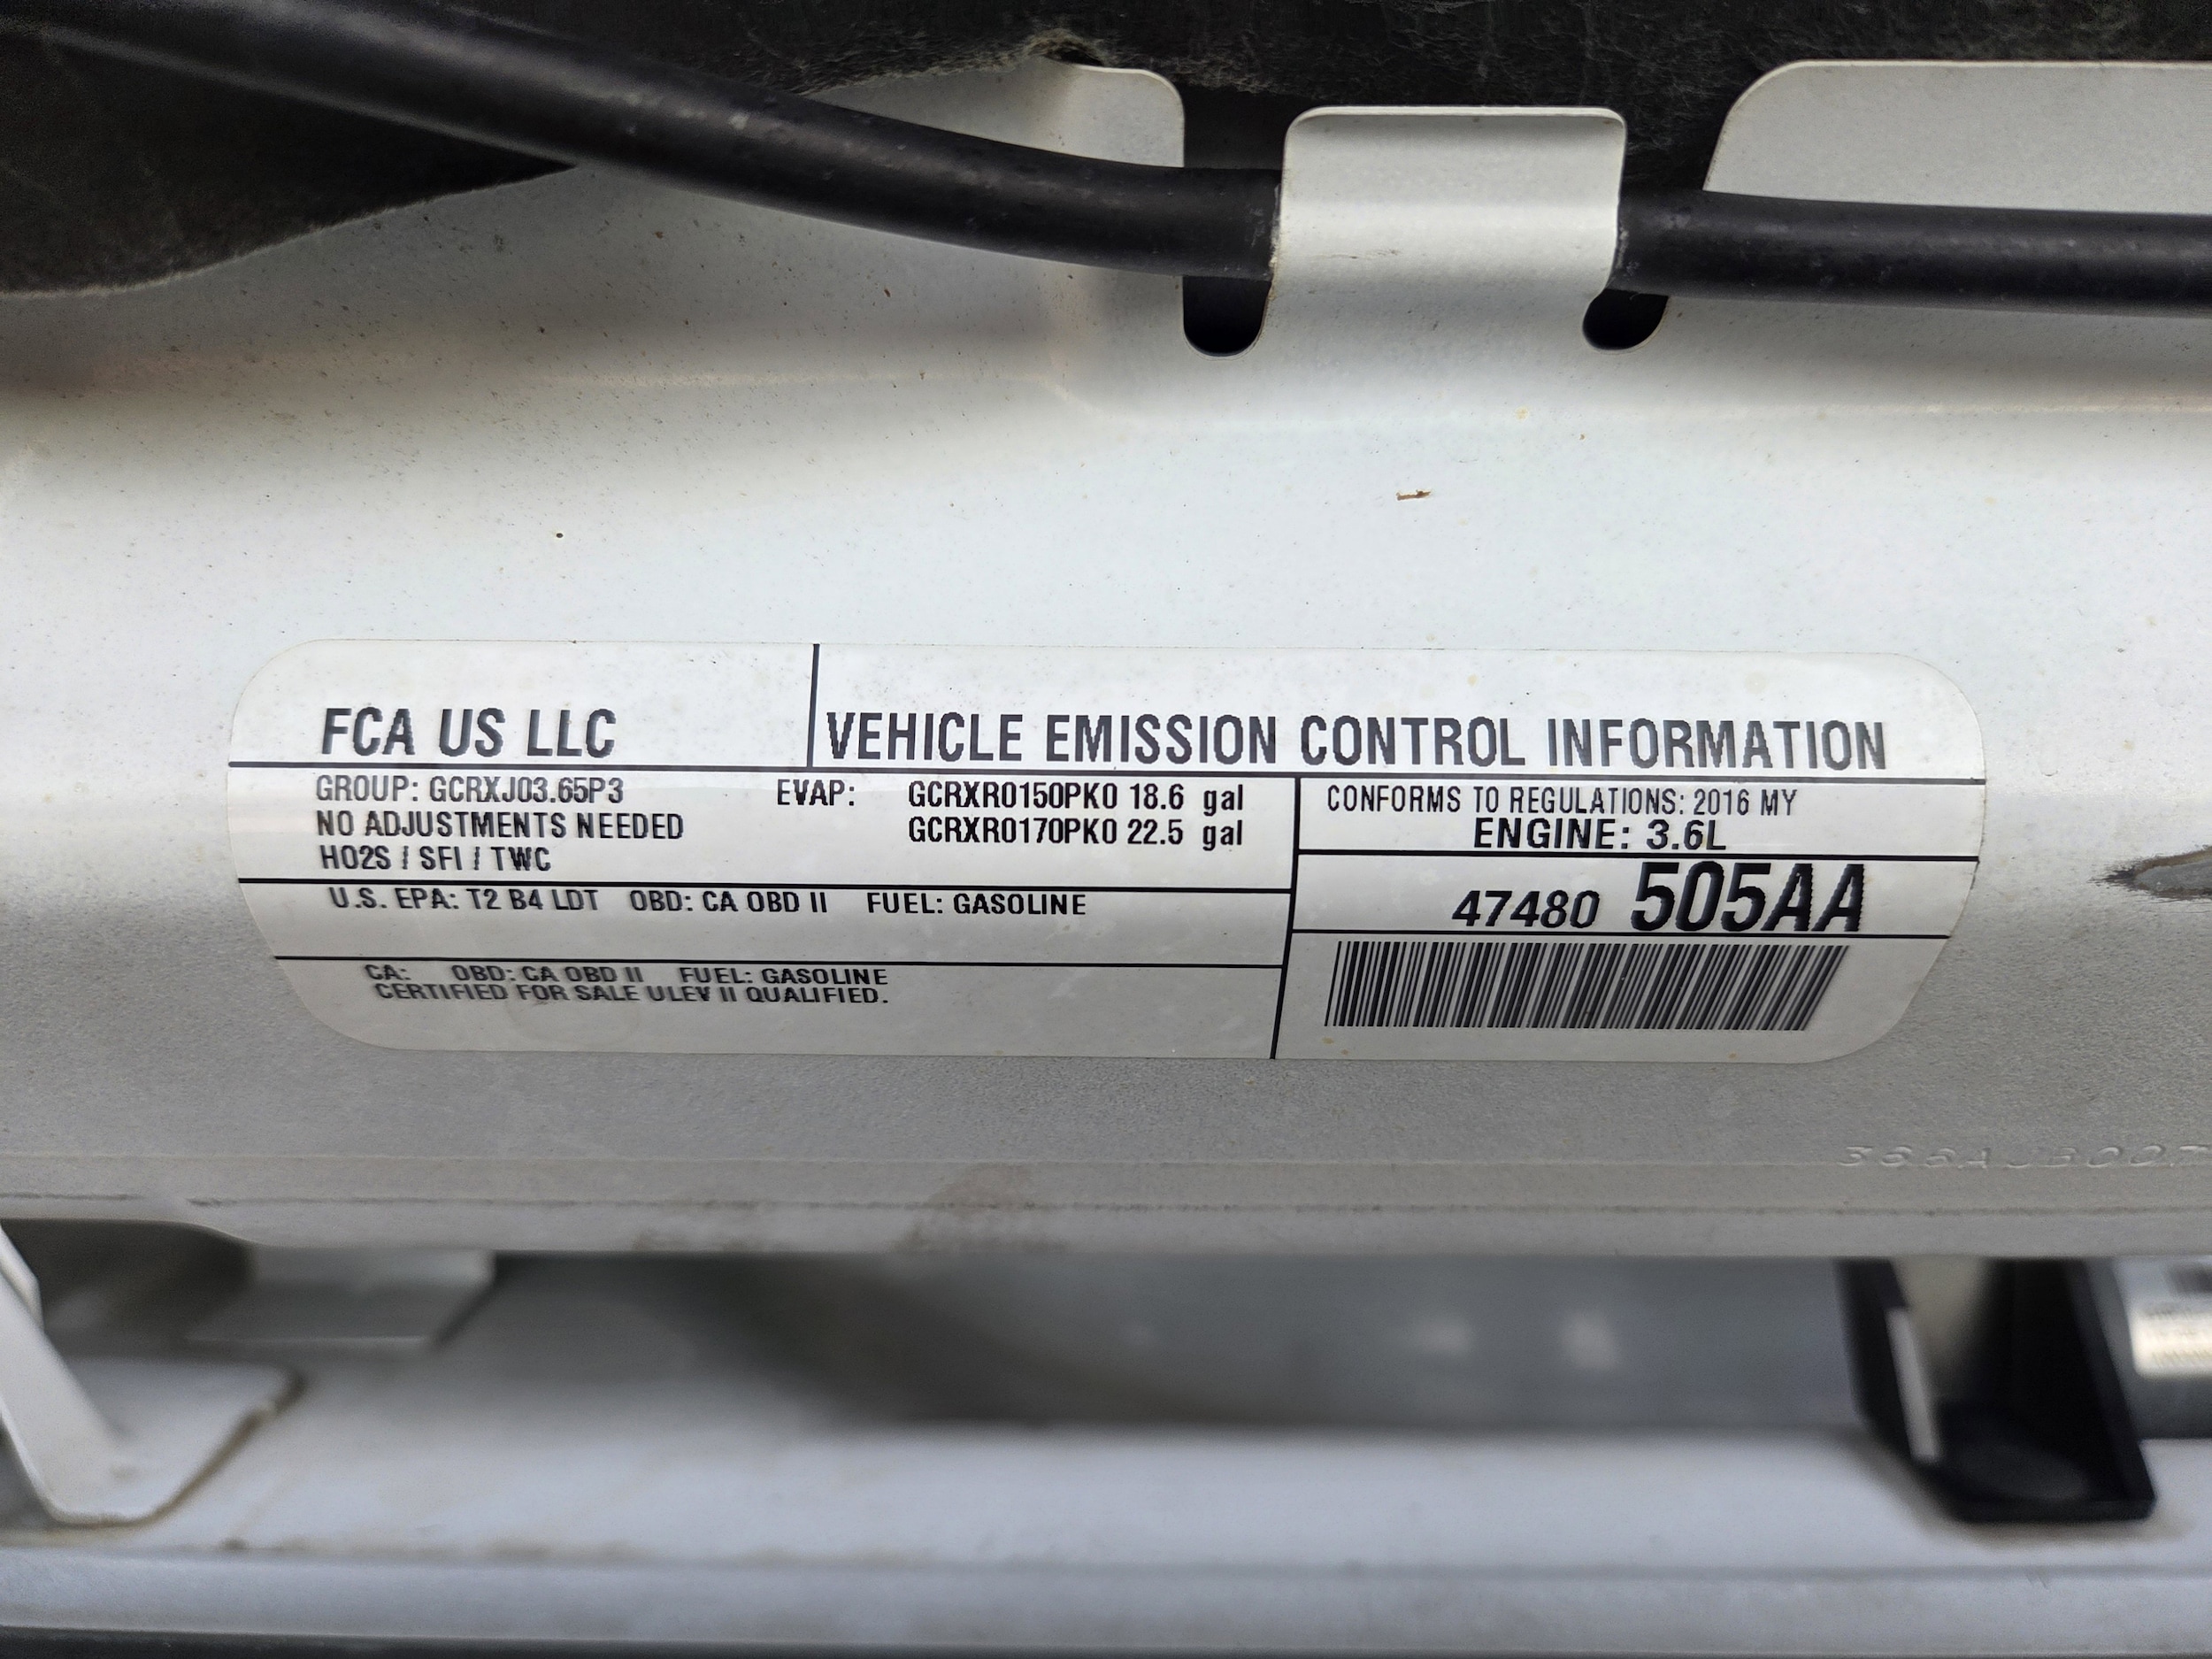 FCA US LLC
VEHICLE EMISSION CONTROL INFORMATION
GROUP: GCRXJ03.65P3
NO ADJUSTMENTS NEEDED
HO2S / SFI / TWC
EVAP: GCRXR0150PK0 18.6 gal
GCRXR0170PK0 22.5 gal
CONFORMS TO REGULATIONS: 2016 MY
ENGINE: 3.6L
47480 505AA
U.S. EPA: T2 B4 LDT OBD: CA OBD II FUEL: GASOLINE
CA: OBD: CA OBD II FUEL: GASOLINE
CERTIFIED FOR SALE ULEV II QUALIFIED.